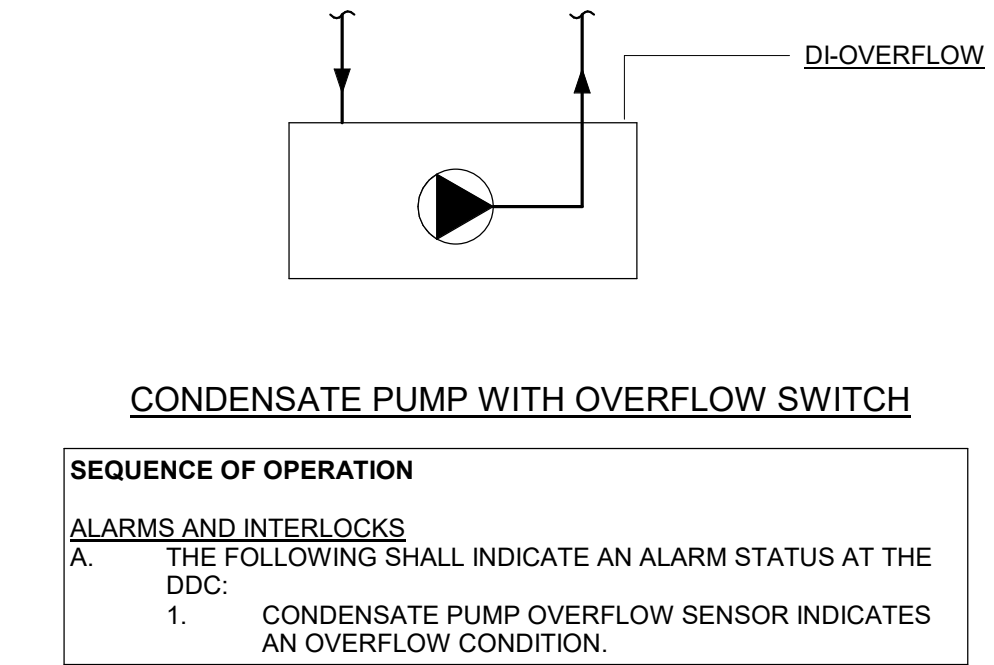 DI-OVERFLOW
CONDENSATE PUMP WITH OVERFLOW SWITCH
SEQUENCE OF OPERATION
ALARMS AND INTERLOCKS
A. THE FOLLOWING SHALL INDICATE AN ALARM STATUS AT THE
DDC:
1. CONDENSATE PUMP OVERFLOW SENSOR INDICATES
AN OVERFLOW CONDITION.